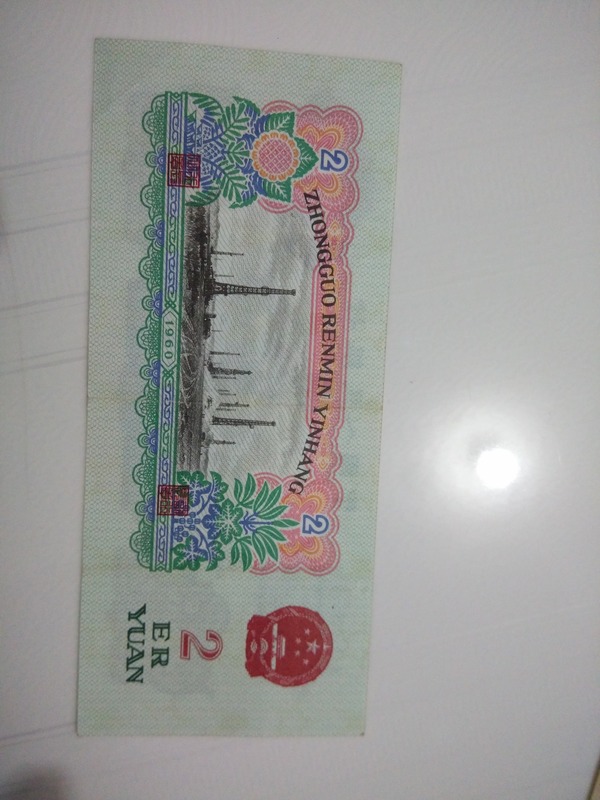 ZHONGGUO RENMIN YINHANG
2
2
1960
2
ER
YUAN